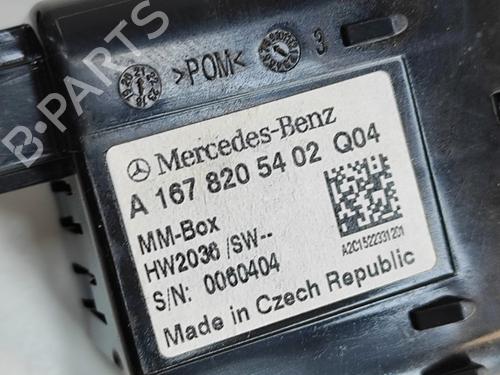 >POM< 3
B-PARTS
Mercedes-Benz
A 167 820 54 02 Q04
MM-Box
HW2036 /SW--
S/N: 0060404
A2C1522331201
Made in Czech Republic